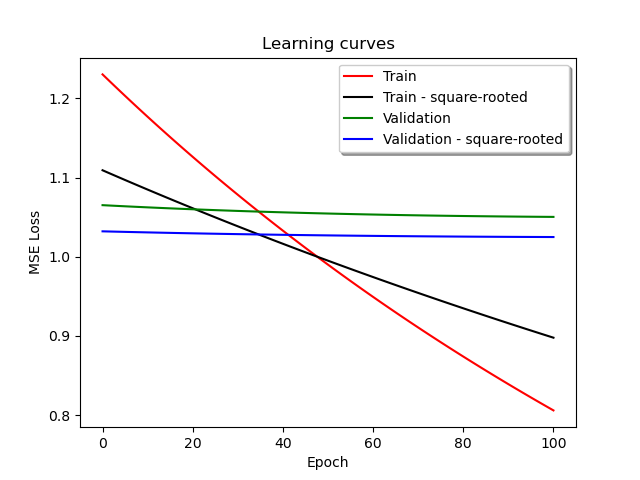 Learning curves
Train
Train - square-rooted
Validation
Validation - square-rooted
MSE Loss
1.2
1.1
1.0
0.9
0.8
0 20 40 60 80 100
Epoch